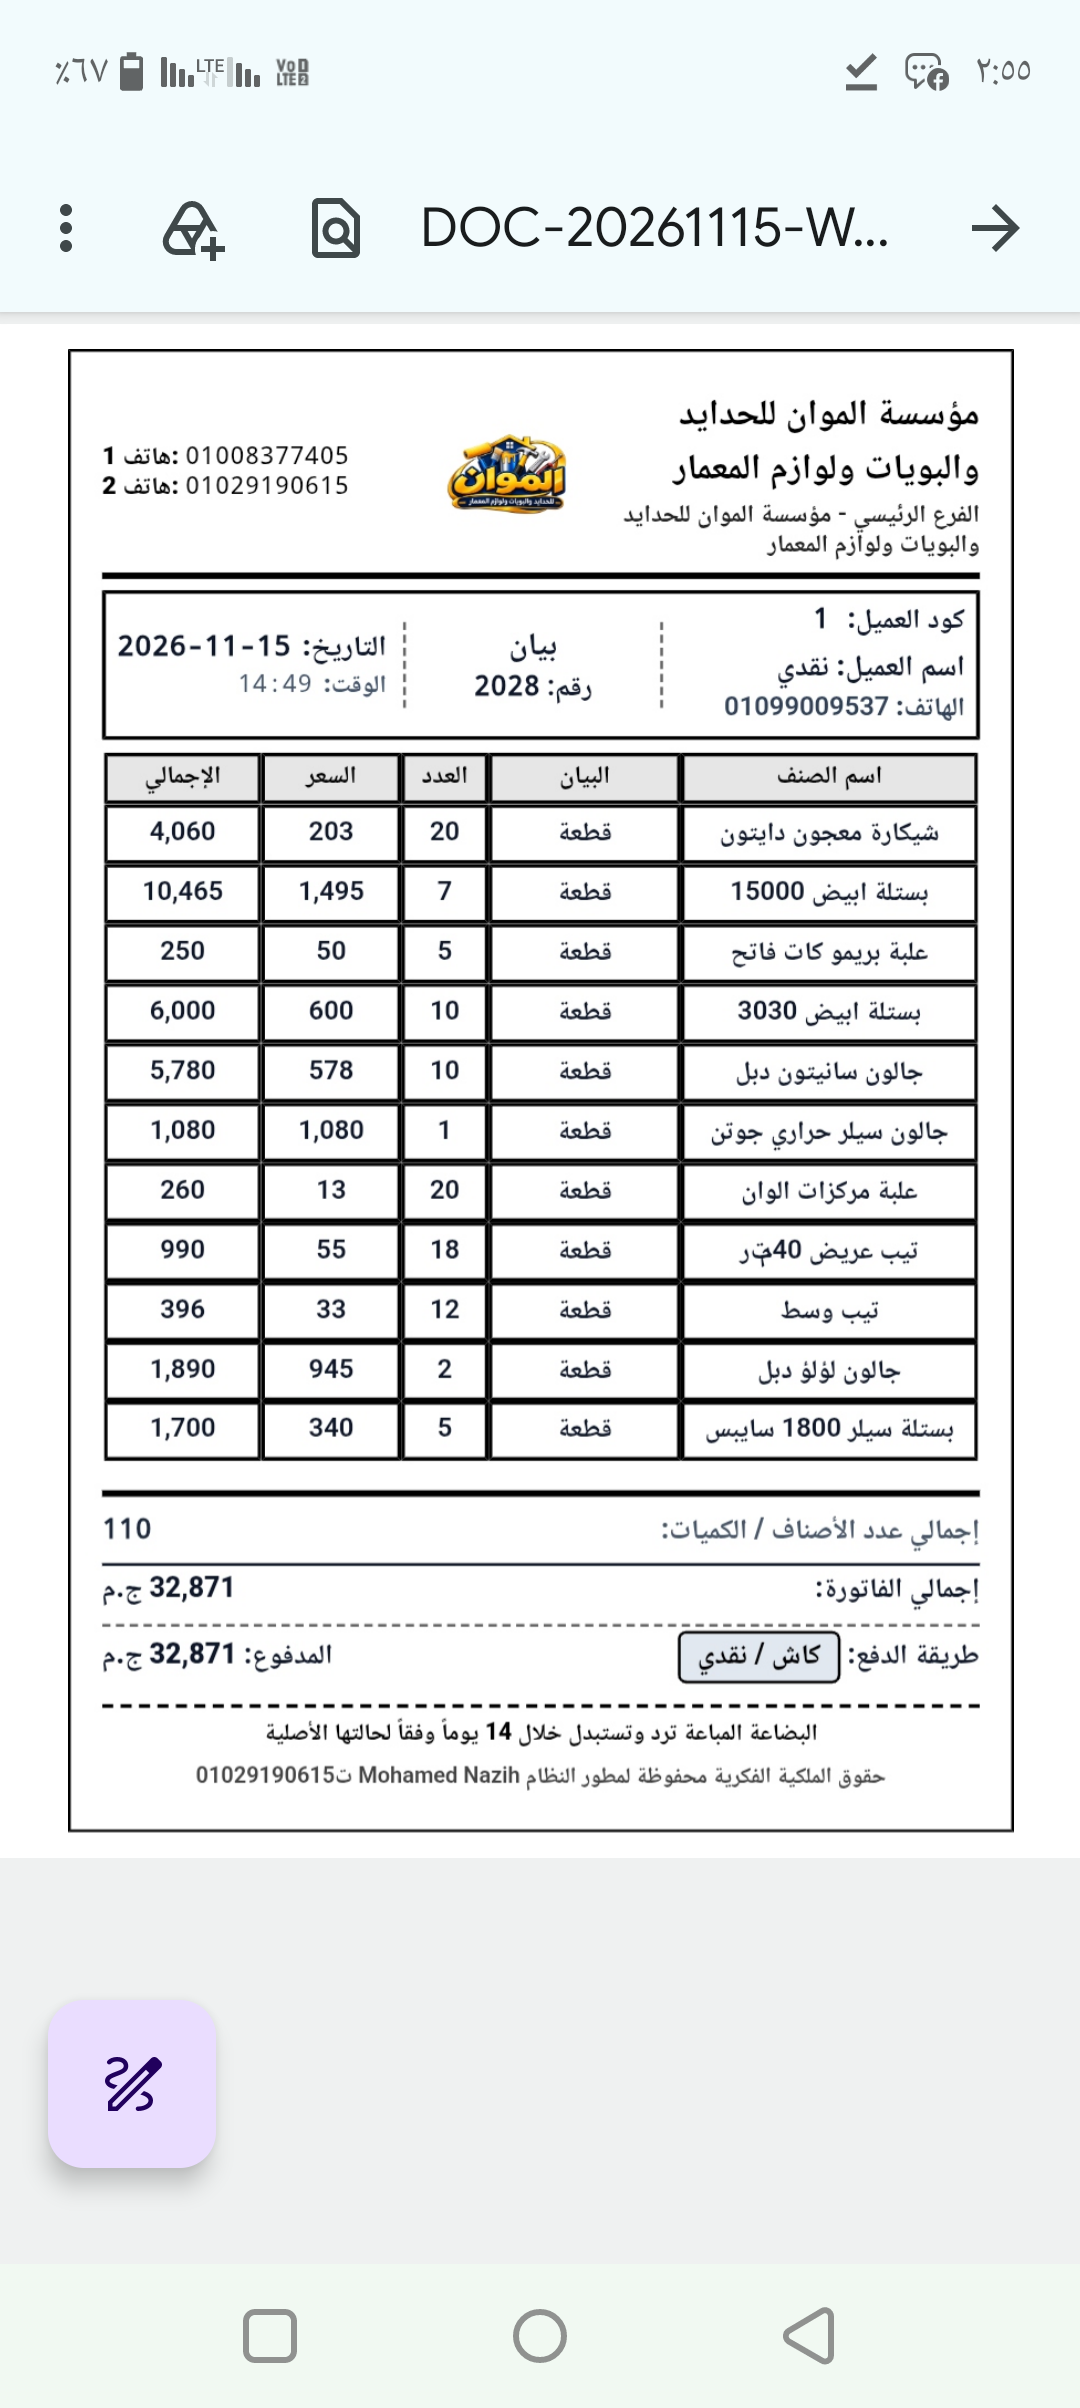 ٢:٥٥
LTE VoLTE 2 ٪٦٧
DOC-20261115-W...
مؤسسة الموان للحدايد
والبويات ولوازم المعمار
الفرع الرئيسي - مؤسسة الموان للحدايد
والبويات ولوازم المعمار
الموان
للحدايد والبويات ولوازم المعمار
هاتف 1: 01008377405
هاتف 2: 01029190615
كود العميل: 1
اسم العميل: نقدي
الهاتف: 01099009537
بيان
رقم: 2028
التاريخ: 15-11-2026
الوقت: 14:49
اسم الصنف | البيان | العدد | السعر | الإجمالي
شيكارة معجون دايتون | قطعة | 20 | 203 | 4,060
بستلة ابيض 15000 | قطعة | 7 | 1,495 | 10,465
علبة بريمو كات فاتح | قطعة | 5 | 50 | 250
بستلة ابيض 3030 | قطعة | 10 | 600 | 6,000
جالون سانيتون دبل | قطعة | 10 | 578 | 5,780
جالون سيلر حراري جوتن | قطعة | 1 | 1,080 | 1,080
علبة مركزات الوان | قطعة | 20 | 13 | 260
تيب عريض 40متر | قطعة | 18 | 55 | 990
تيب وسط | قطعة | 12 | 33 | 396
جالون لؤلؤ دبل | قطعة | 2 | 945 | 1,890
بستلة سيلر 1800 سايبس | قطعة | 5 | 340 | 1,700
إجمالي عدد الأصناف / الكميات: 110
إجمالي الفاتورة: 32,871 ج.م
طريقة الدفع: كاش / نقدي المدفوع: 32,871 ج.م
البضاعة المباعة ترد وتستبدل خلال 14 يوماً وفقاً لحالتها الأصلية
حقوق الملكية الفكرية محفوظة لمطور النظام Mohamed Nazih ت01029190615